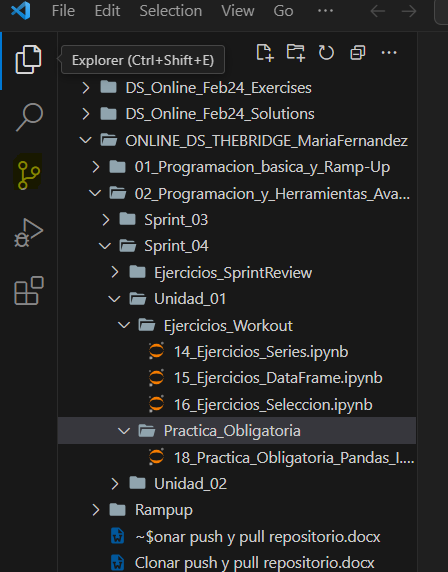 File Edit Selection View Go
Explorer (Ctrl+Shift+E)
DS_Online_Feb24_Exercises
DS_Online_Feb24_Solutions
ONLINE_DS_THEBRIDGE_MariaFernandez
01_Programacion_basica_y_Ramp-Up
02_Programacion_y_Herramientas_Ava...
Sprint_03
Sprint_04
Ejercicios_SprintReview
Unidad_01
Ejercicios_Workout
14_Ejercicios_Series.ipynb
15_Ejercicios_DataFrame.ipynb
16_Ejercicios_Seleccion.ipynb
Practica_Obligatoria
18_Practica_Obligatoria_Pandas_I....
Unidad_02
Rampup
~$onar push y pull repositorio.docx
Clonar push y pull repositorio.docx